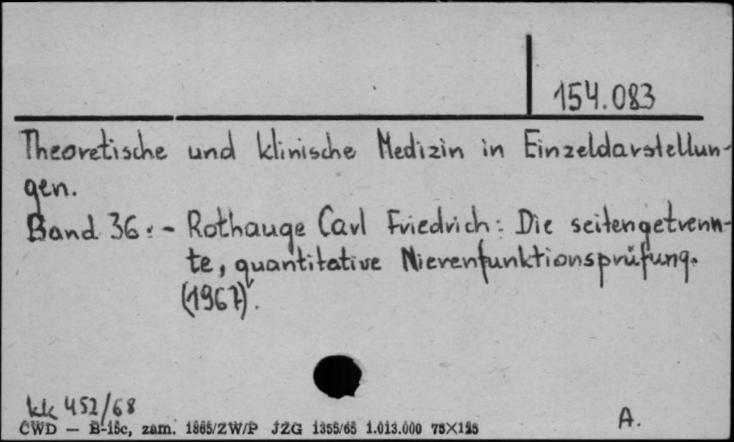 154.083
Theoretische und klinische Medizin in Einzeldarstellun-
gen.
Band 36:- Rothauge Carl Friedrich: Die seitengetrenn-
te, quantitative Nierenfunktionsprüfung.
(1967).
kk 452/68
CWD — B-15c, zam. 1865/ZW/P JZG 1355/65 1.013.000 75×125
A.